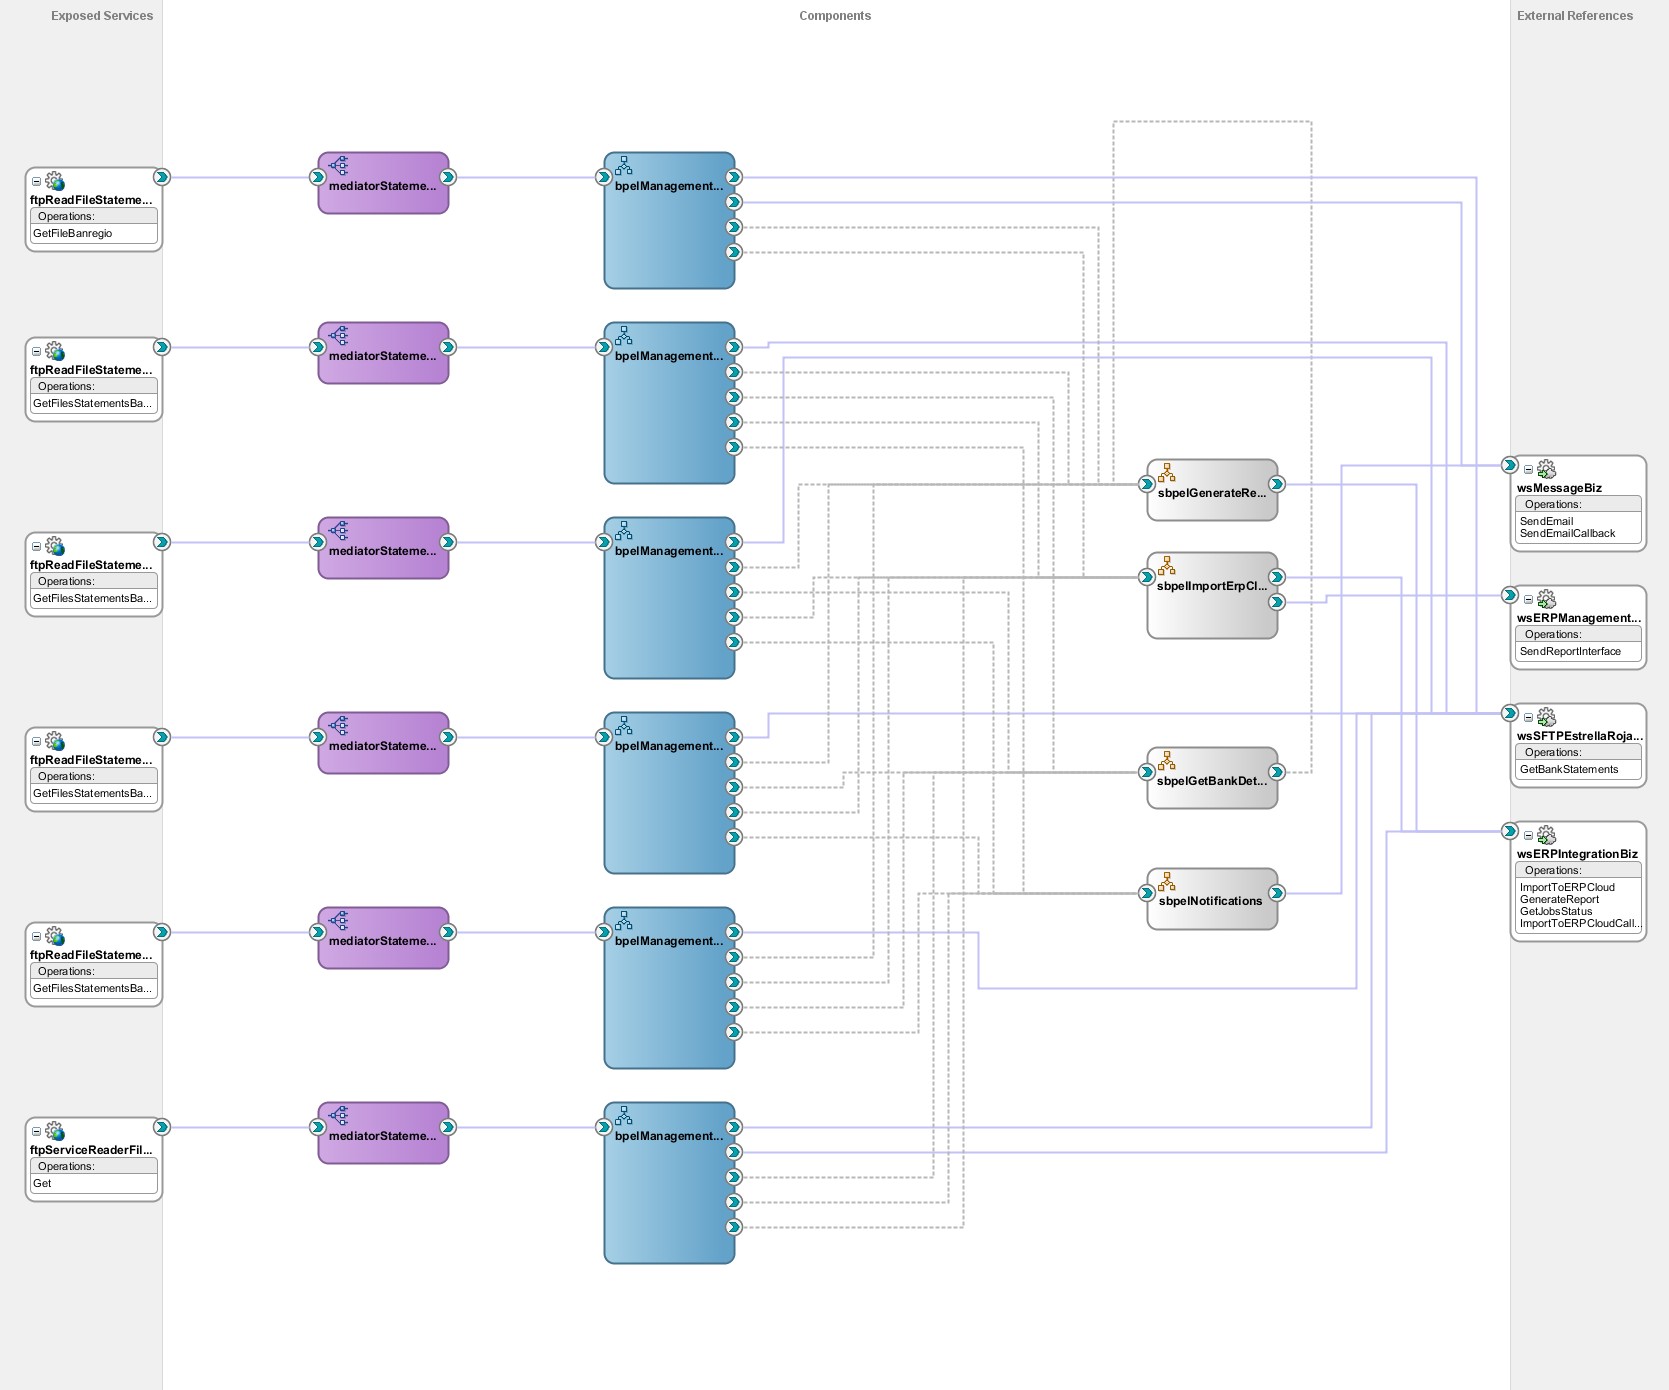 Exposed Services
Components
External References
ftpReadFileStateme...
Operations:
GetFileBanregio
mediatorStateme...
bpelManagement...
ftpReadFileStateme...
Operations:
GetFilesStatementsBa...
mediatorStateme...
bpelManagement...
ftpReadFileStateme...
Operations:
GetFilesStatementsBa...
mediatorStateme...
bpelManagement...
ftpReadFileStateme...
Operations:
GetFilesStatementsBa...
mediatorStateme...
bpelManagement...
ftpReadFileStateme...
Operations:
GetFilesStatementsBa...
mediatorStateme...
bpelManagement...
ftpServiceReaderFil...
Operations:
Get
mediatorStateme...
bpelManagement...
sbpelGenerateRe...
sbpelImportErpCl...
sbpelGetBankDet...
sbpelNotifications
wsMessageBiz
Operations:
SendEmail
SendEmailCallback
wsERPManagement...
Operations:
SendReportInterface
wsSFTPEstrellaRoja...
Operations:
GetBankStatements
wsERPIntegrationBiz
Operations:
ImportToERPCloud
GenerateReport
GetJobsStatus
ImportToERPCloudCall...